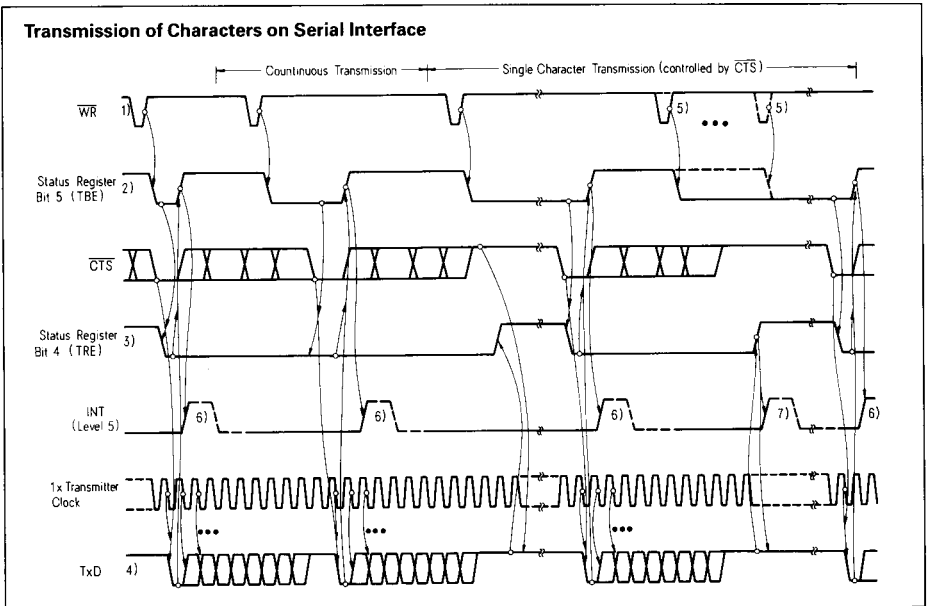 Transmission of Characters on Serial Interface
Countinuous Transmission
Single Character Transmission (controlled by CTS)
WR 1)
5)
5)
Status Register 2)
Bit 5 (TBE)
CTS
Status Register 3)
Bit 4 (TRE)
INT
(Level 5)
6)
6)
6)
7)
6)
1x Transmitter
Clock
TxD 4)